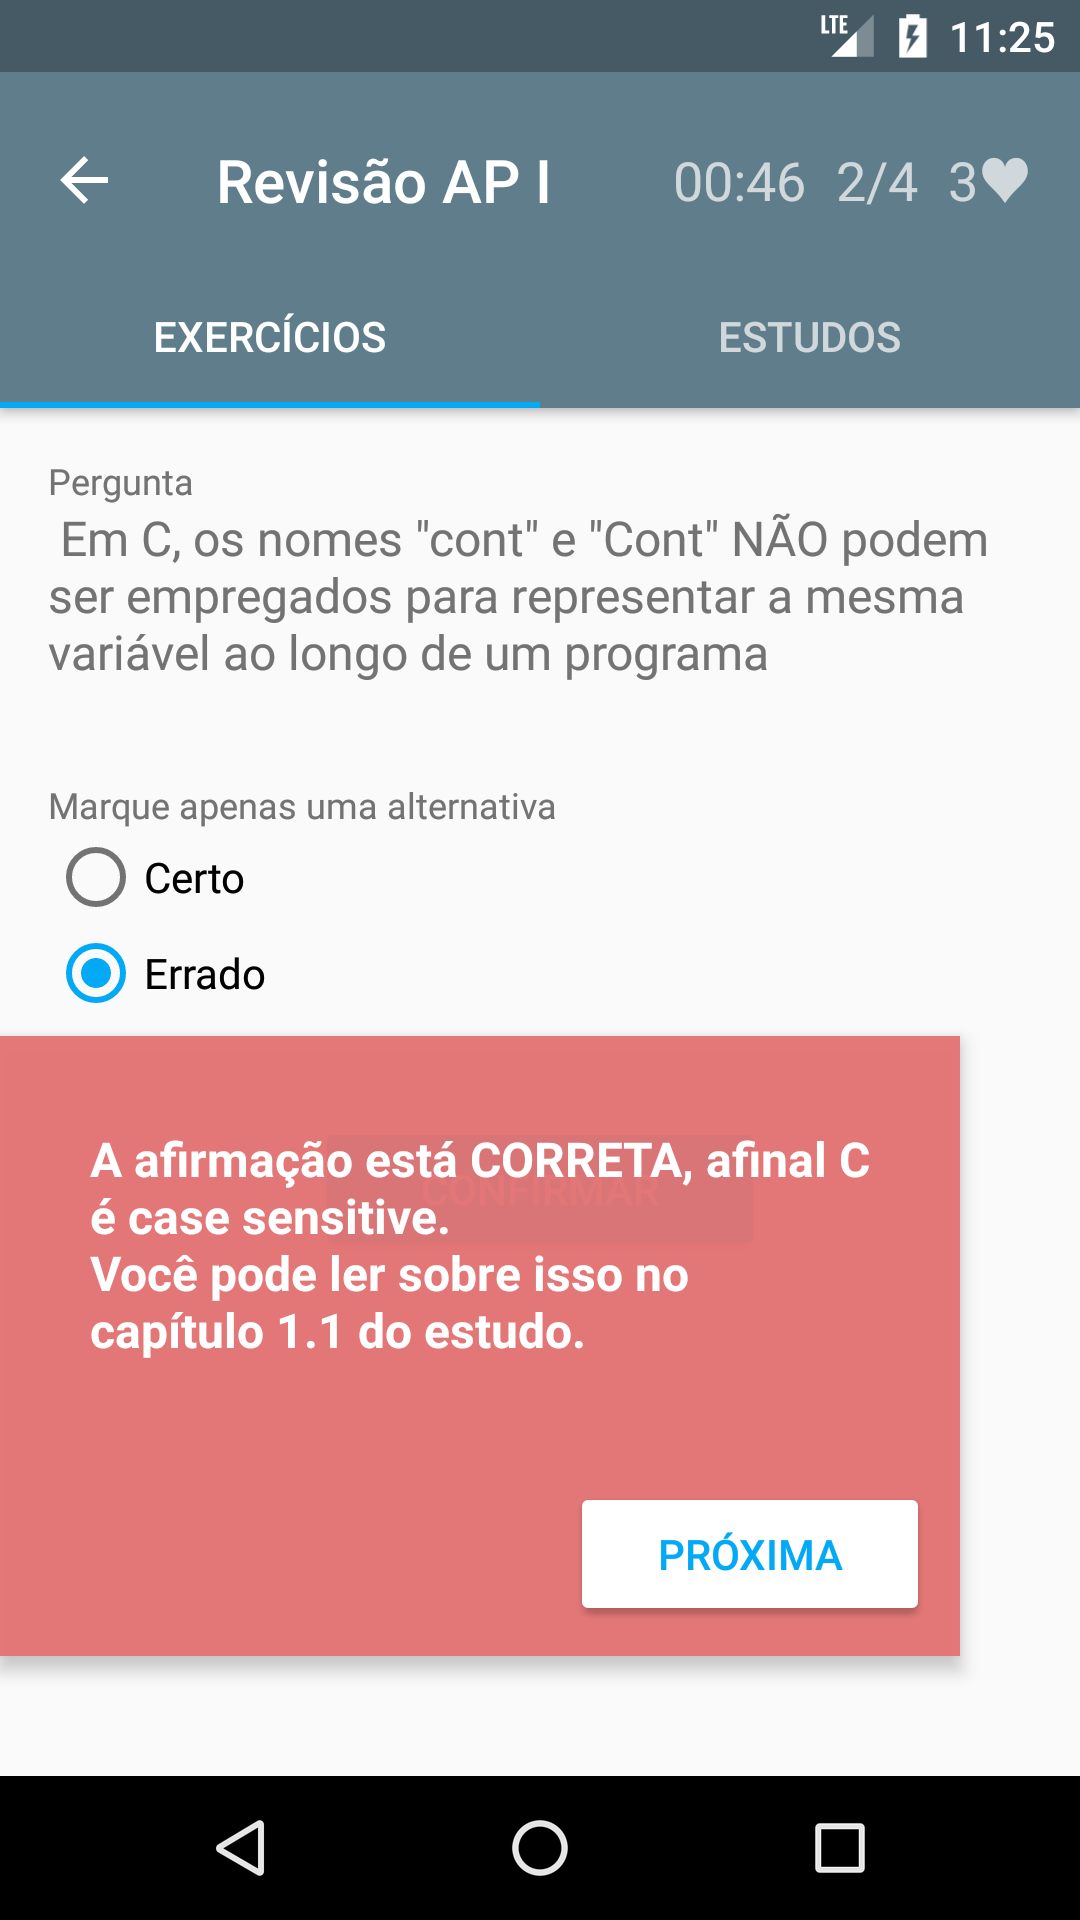 LTE 11:25
Revisão AP I 00:46 2/4 3♥
EXERCÍCIOS ESTUDOS
Pergunta
Em C, os nomes "cont" e "Cont" NÃO podem
ser empregados para representar a mesma
variável ao longo de um programa
Marque apenas uma alternativa
Certo
Errado
A afirmação está CORRETA, afinal C
CONFIRMAR
é case sensitive.
Você pode ler sobre isso no
capítulo 1.1 do estudo.
PRÓXIMA